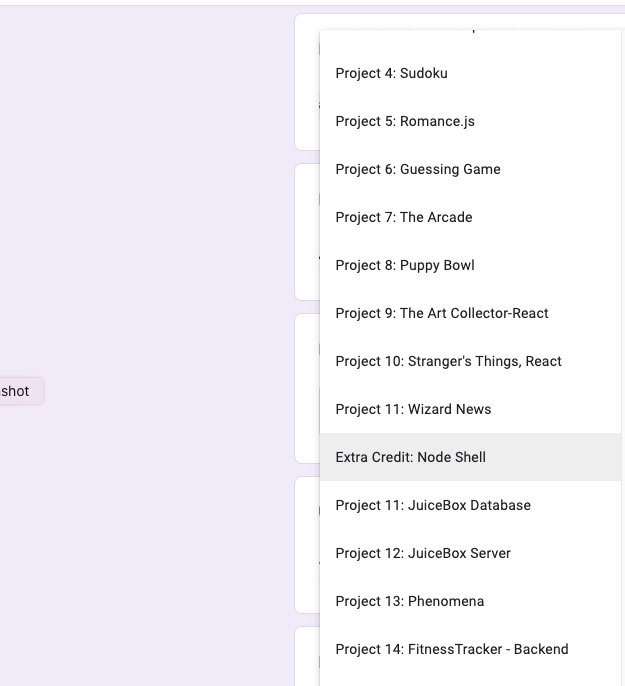 Project 4: Sudoku
Project 5: Romance.js
Project 6: Guessing Game
Project 7: The Arcade
Project 8: Puppy Bowl
Project 9: The Art Collector-React
Project 10: Stranger's Things, React
shot
Project 11: Wizard News
Extra Credit: Node Shell
Project 11: JuiceBox Database
Project 12: JuiceBox Server
Project 13: Phenomena
Project 14: FitnessTracker - Backend